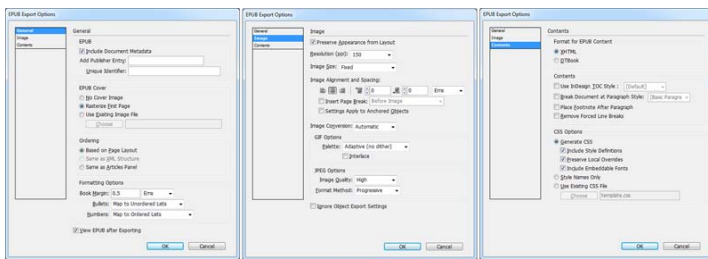 EPUB Export Options
General
Image
Contents
General
EPUB
Include Document Metadata
Add Publisher Entry:
Unique Identifier:
EPUB Cover
No Cover Image
Rasterize First Page
Use Existing Image File
Choose
Ordering
Based on Page Layout
Same as XML Structure
Same as Articles Panel
Formatting Options
Book Margin: 0.5 Ems
Bullets: Map to Unordered Lists
Numbers: Map to Ordered Lists
View EPUB after Exporting
OK Cancel
EPUB Export Options
General
Image
Contents
Image
Preserve Appearance from Layout
Resolution (ppi): 150
Image Size: Fixed
Image Alignment and Spacing:
0 0 Ems
Insert Page Break: Before Image
Settings Apply to Anchored Objects
Image Conversion: Automatic
GIF Options
Palette: Adaptive (no dither)
Interlace
JPEG Options
Image Quality: High
Format Method: Progressive
Ignore Object Export Settings
OK Cancel
EPUB Export Options
General
Image
Contents
Contents
Format for EPUB Content
XHTML
DTBook
Contents
Use InDesign TOC Style: [Default]
Break Document at Paragraph Style: [Basic Paragra
Place Footnote After Paragraph
Remove Forced Line Breaks
CSS Options
Generate CSS
Include Style Definitions
Preserve Local Overrides
Include Embeddable Fonts
Style Names Only
Use Existing CSS File
Choose template.css
OK Cancel